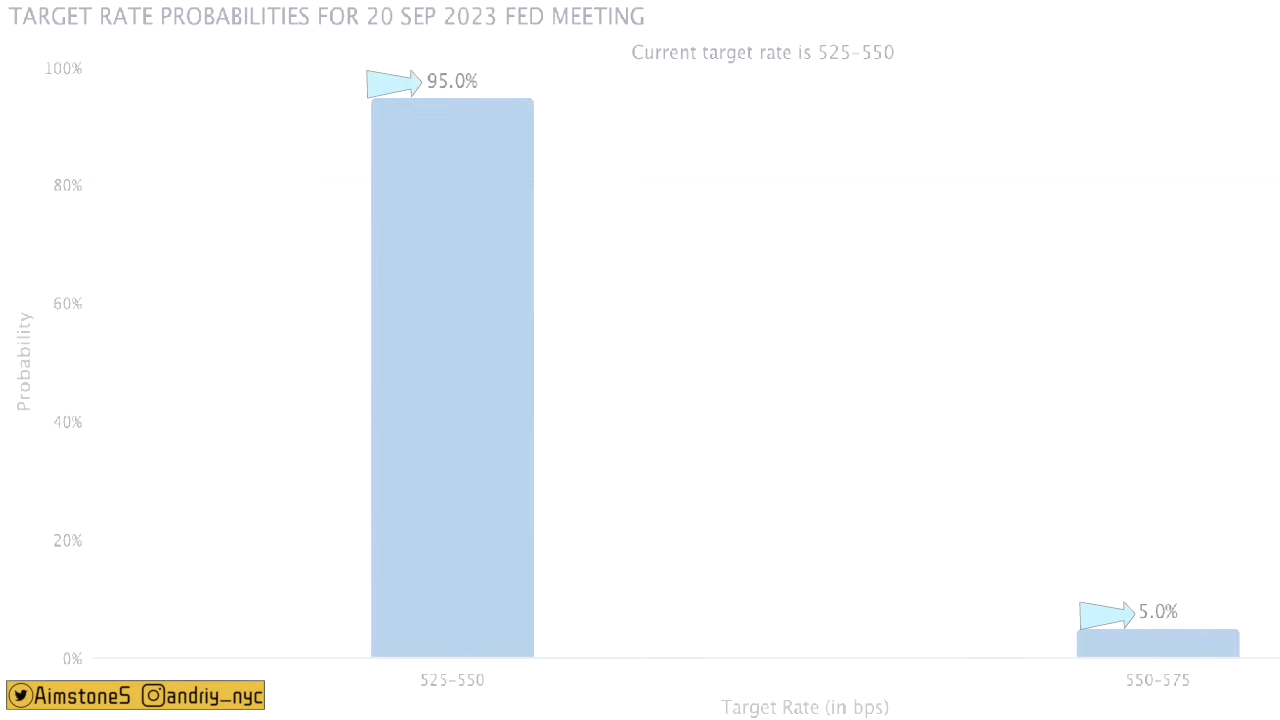 TARGET RATE PROBABILITIES FOR 20 SEP 2023 FED MEETING
Current target rate is 525–550
100%
95.0%
80%
60%
Probability
40%
20%
5.0%
0%
525–550
550–575
Target Rate (in bps)
AimstoneS andriy_nyc